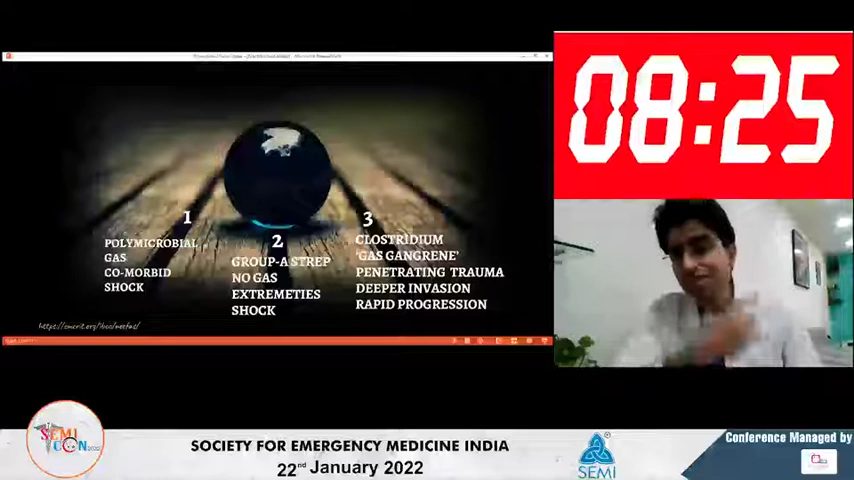 1
POLYMICROBIAL
GAS
CO-MORBID
SHOCK
2
GROUP-A STREP
NO GAS
EXTREMETIES
SHOCK
3
CLOSTRIDIUM
'GAS GANGRENE'
PENETRATING TRAUMA
DEEPER INVASION
RAPID PROGRESSION
https://emcrit.org/ibcc/necfas/
08:25
SEMI
CON2022
SOCIETY FOR EMERGENCY MEDICINE INDIA
22nd January 2022
SEMI
Conference Managed by